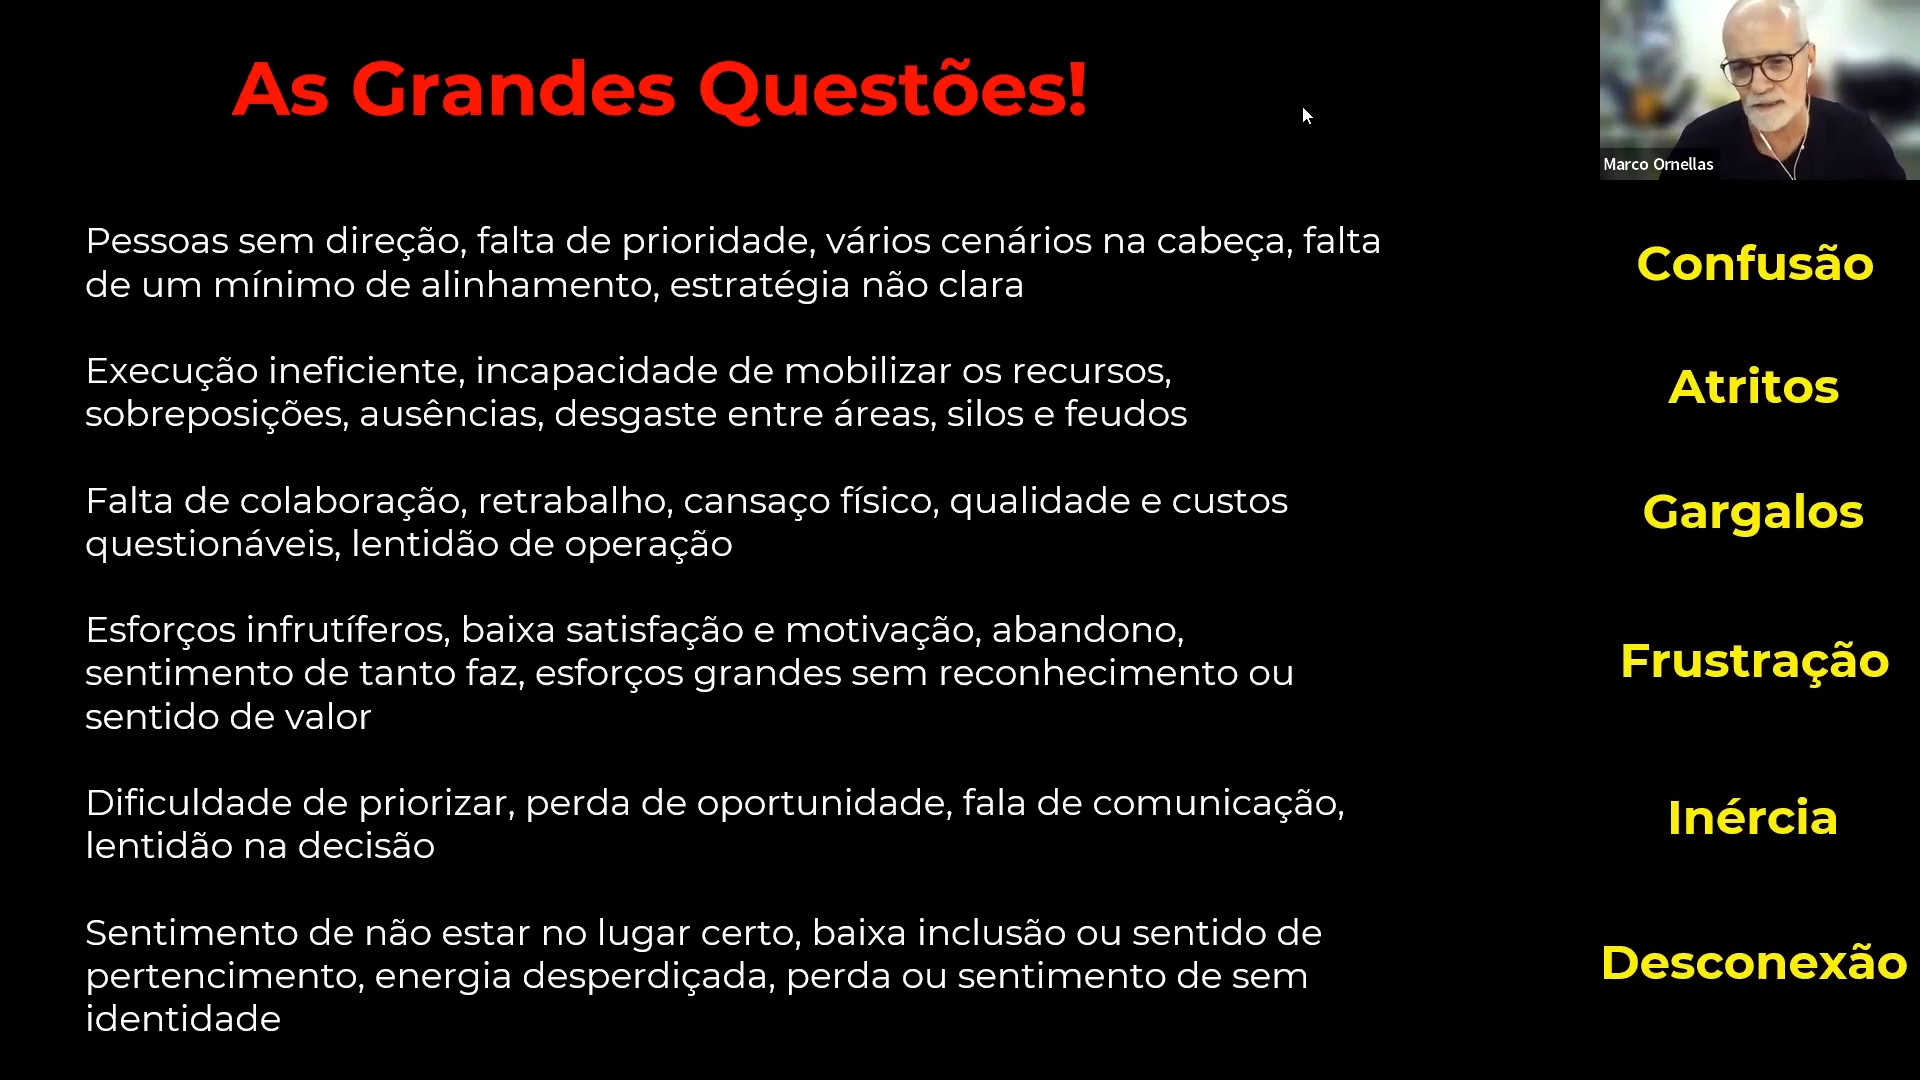 As Grandes Questões!
Marco Ornellas
Pessoas sem direção, falta de prioridade, vários cenários na cabeça, falta
de um mínimo de alinhamento, estratégia não clara
Confusão
Execução ineficiente, incapacidade de mobilizar os recursos,
sobreposições, ausências, desgaste entre áreas, silos e feudos
Atritos
Falta de colaboração, retrabalho, cansaço físico, qualidade e custos
questionáveis, lentidão de operação
Gargalos
Esforços infrutíferos, baixa satisfação e motivação, abandono,
sentimento de tanto faz, esforços grandes sem reconhecimento ou
sentido de valor
Frustração
Dificuldade de priorizar, perda de oportunidade, fala de comunicação,
lentidão na decisão
Inércia
Sentimento de não estar no lugar certo, baixa inclusão ou sentido de
pertencimento, energia desperdiçada, perda ou sentimento de sem
identidade
Desconexão